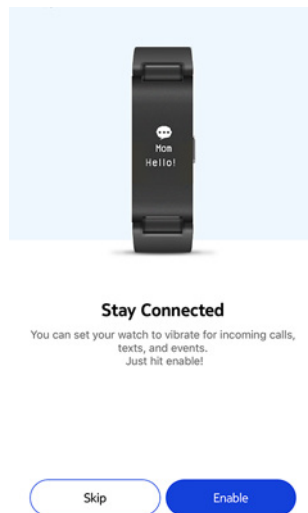 Mom
Hello!
Stay Connected
You can set your watch to vibrate for incoming calls,
texts, and events.
Just hit enable!
Skip
Enable